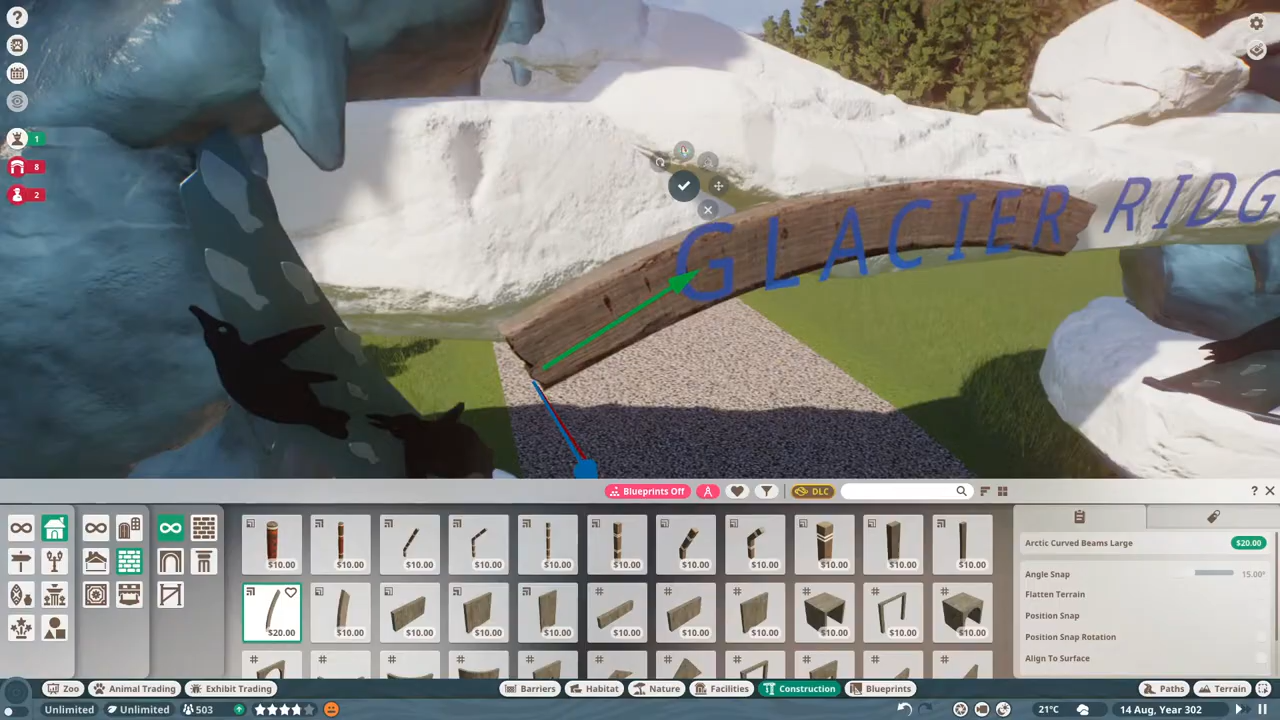 ?
1
8
2
GLACIER RIDG
Blueprints Off
DLC
? ×
$10.00 $10.00 $10.00 $10.00 $10.00 $10.00 $10.00 $10.00 $10.00 $10.00 $10.00
$20.00 $10.00 $10.00 $10.00 $10.00 $10.00 $10.00 $10.00 $10.00 $10.00 $10.00
Arctic Curved Beams Large $20.00
Angle Snap 15.00°
Flatten Terrain
Position Snap
Position Snap Rotation
Align To Surface
Zoo Animal Trading Exhibit Trading Barriers Habitat Nature Facilities Construction Blueprints Paths Terrain
Unlimited Unlimited 503 21°C 14 Aug, Year 302